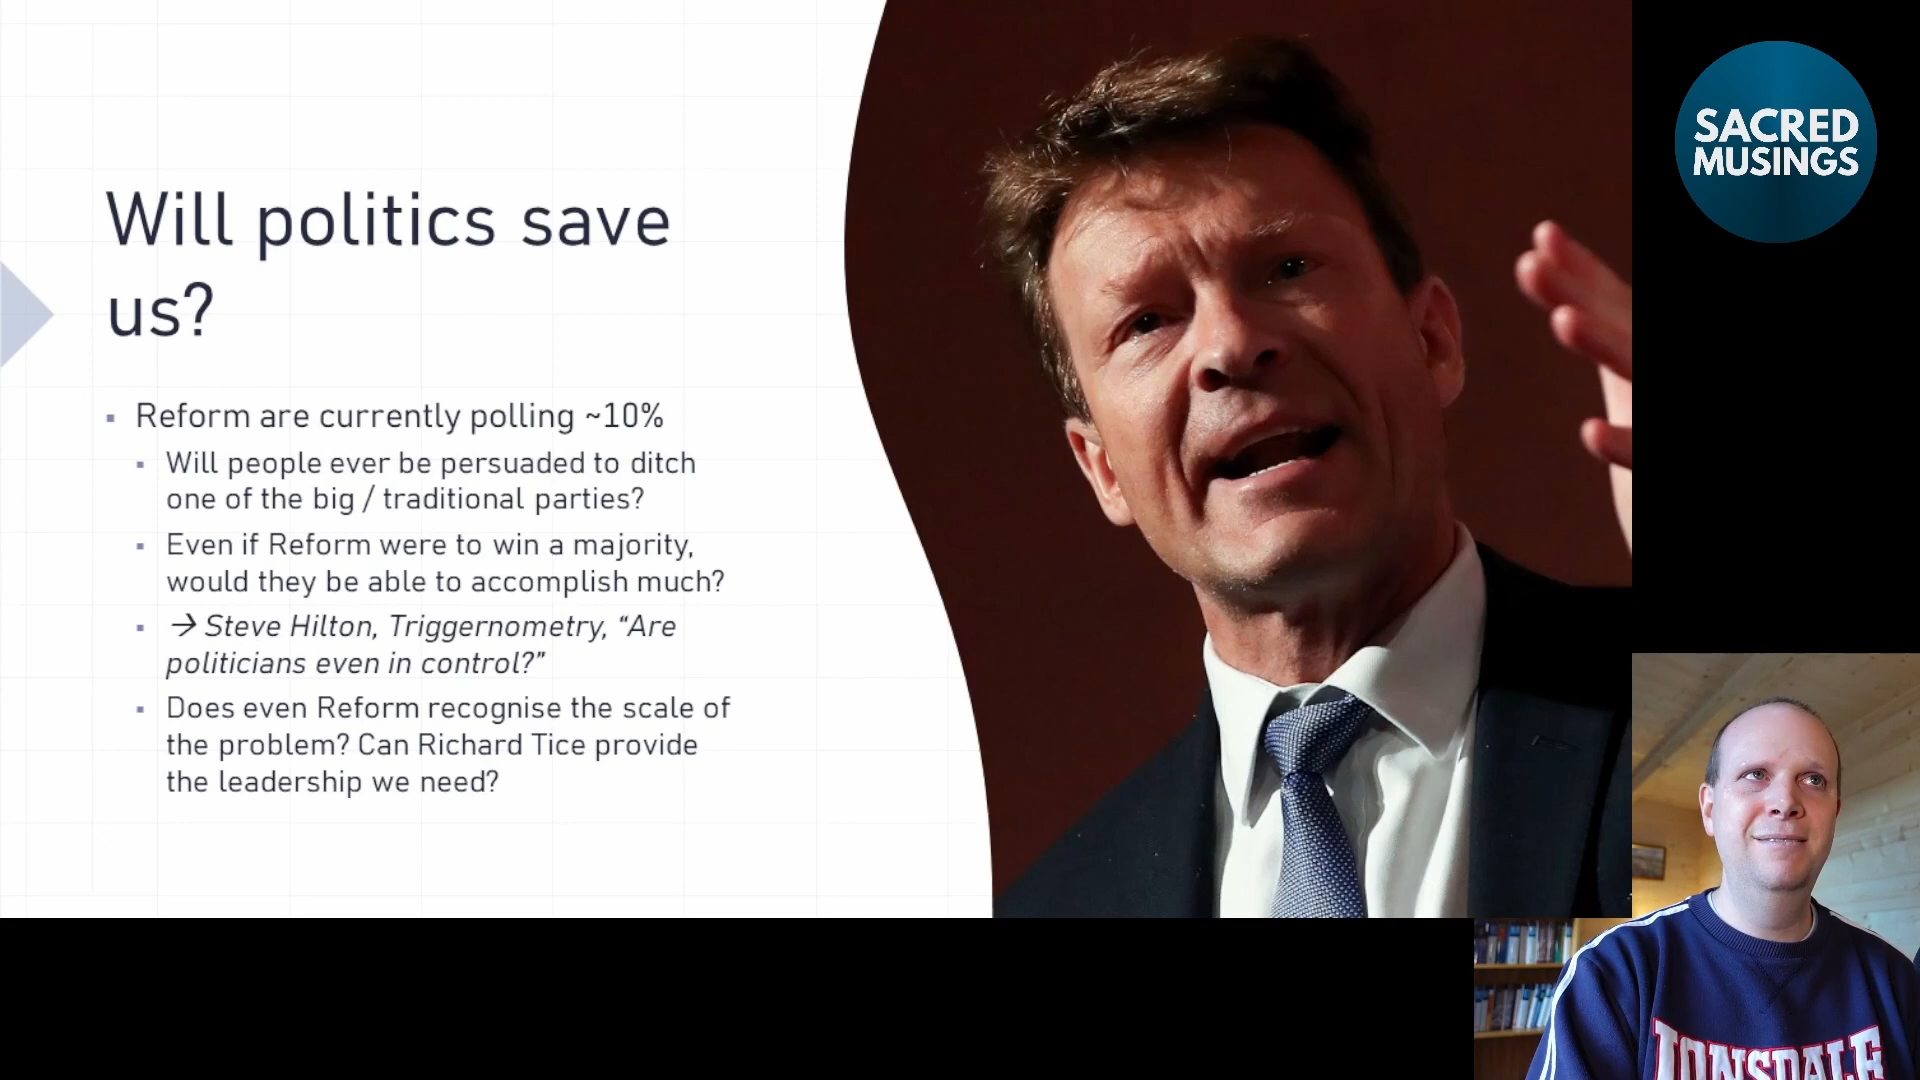 Will politics save
us?
▪ Reform are currently polling ~10%
▪ Will people ever be persuaded to ditch
one of the big / traditional parties?
▪ Even if Reform were to win a majority,
would they be able to accomplish much?
▪ → Steve Hilton, Triggernometry, “Are
politicians even in control?”
▪ Does even Reform recognise the scale of
the problem? Can Richard Tice provide
the leadership we need?
SACRED
MUSINGS
LONSDALE